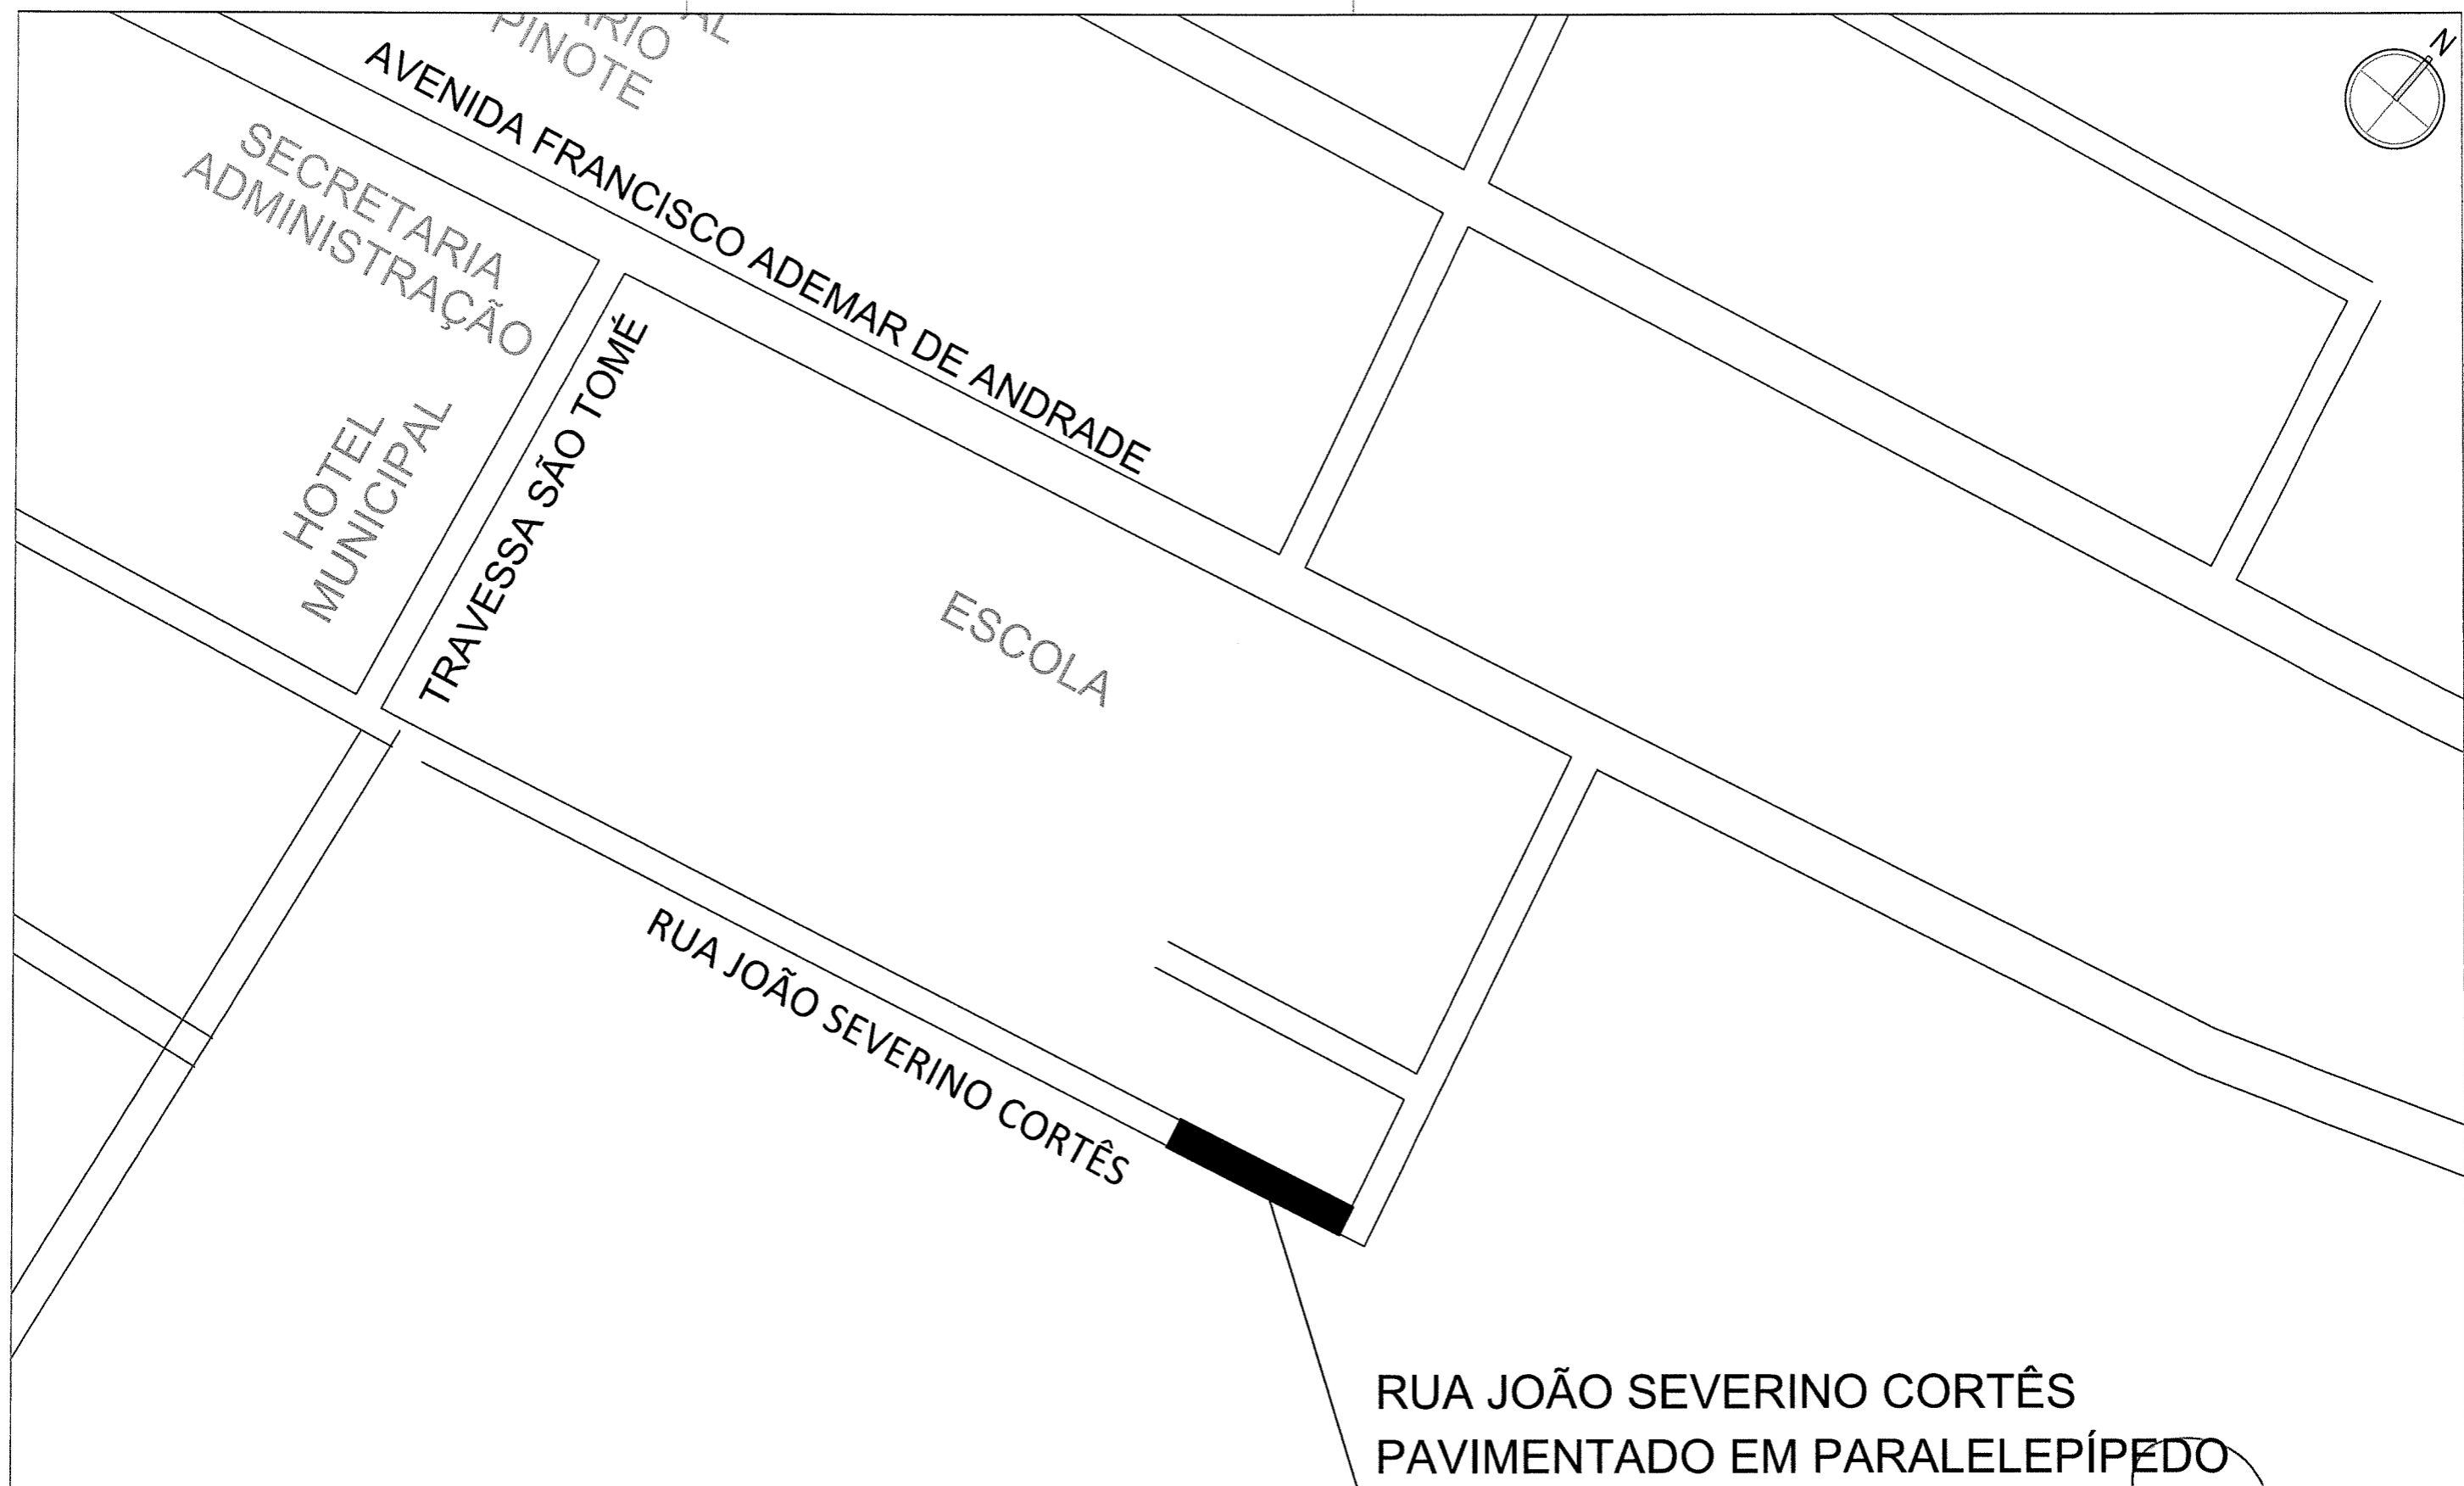 PINOTE
AVENIDA FRANCISCO ADEMAR DE ANDRADE
N
SECRETARIA
ADMINISTRAÇÃO
TRAVESSA SÃO TOMÉ
HOTEL
MUNICIPAL
ESCOLA
RUA JOÃO SEVERINO CORTÊS
RUA JOÃO SEVERINO CORTÊS
PAVIMENTADO EM PARALELEPÍPEDO